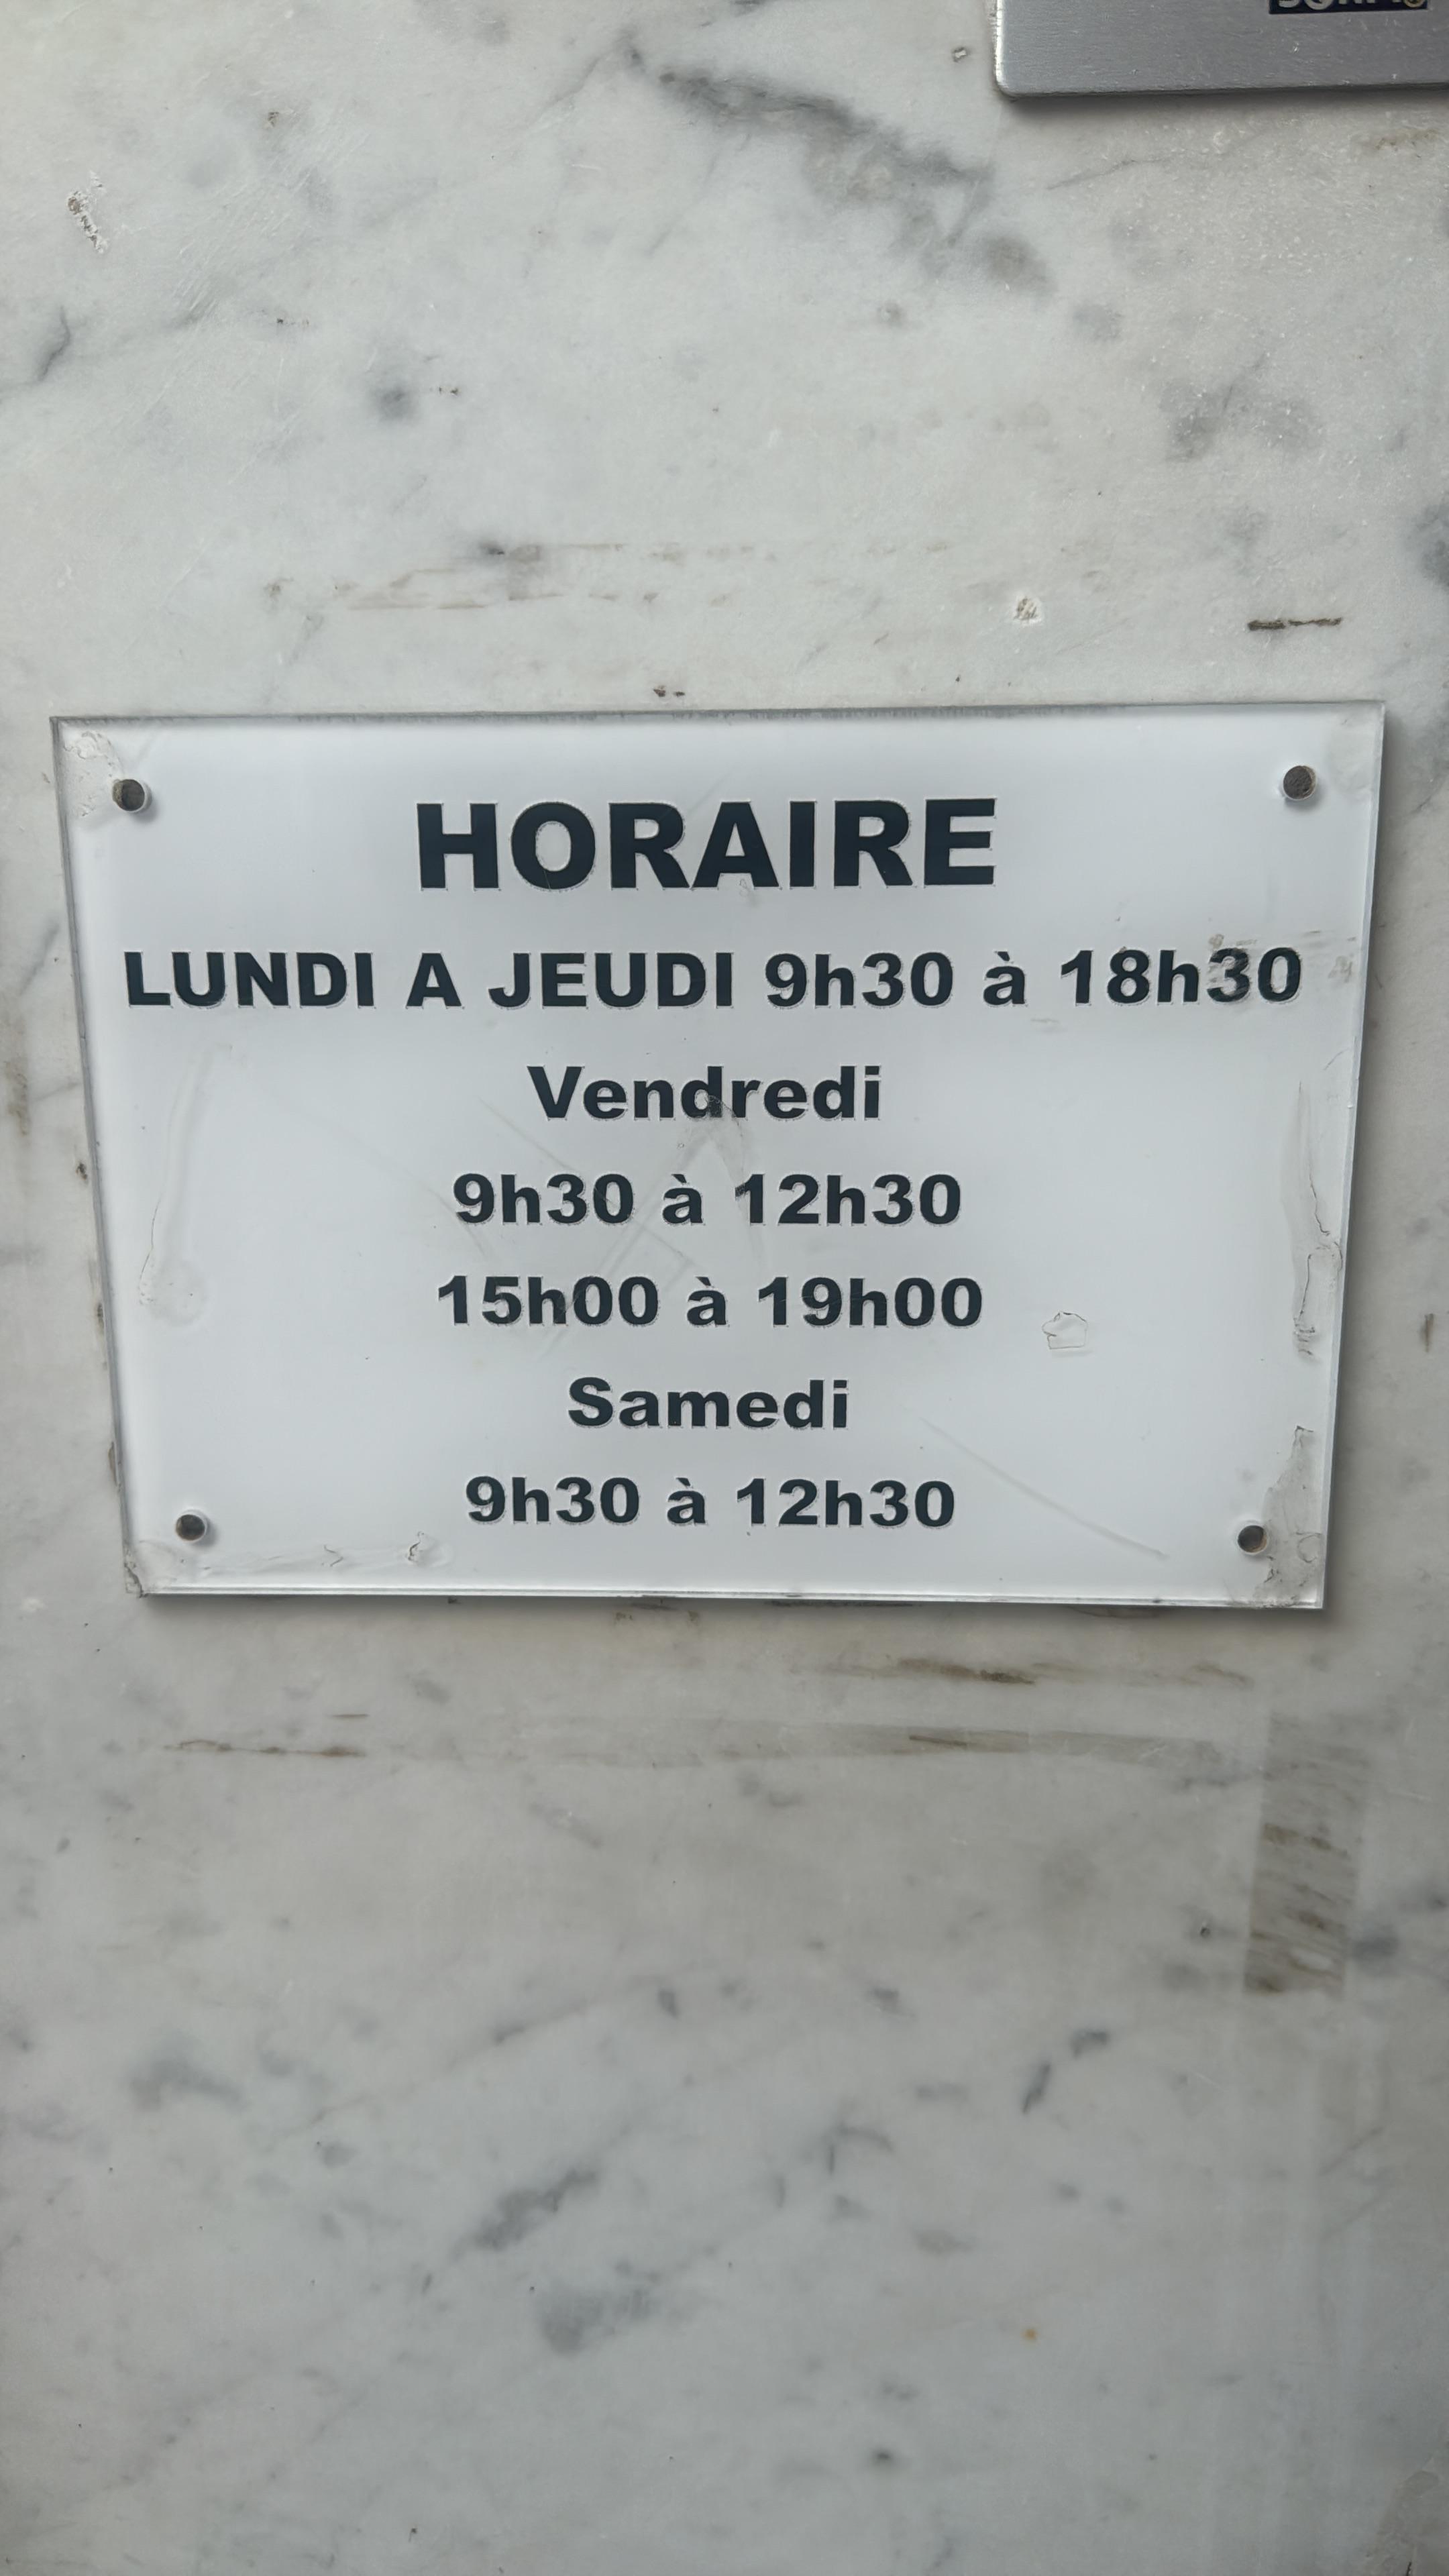 HORAIRE
LUNDI A JEUDI 9h30 à 18h30
Vendredi
9h30 à 12h30
15h00 à 19h00
Samedi
9h30 à 12h30